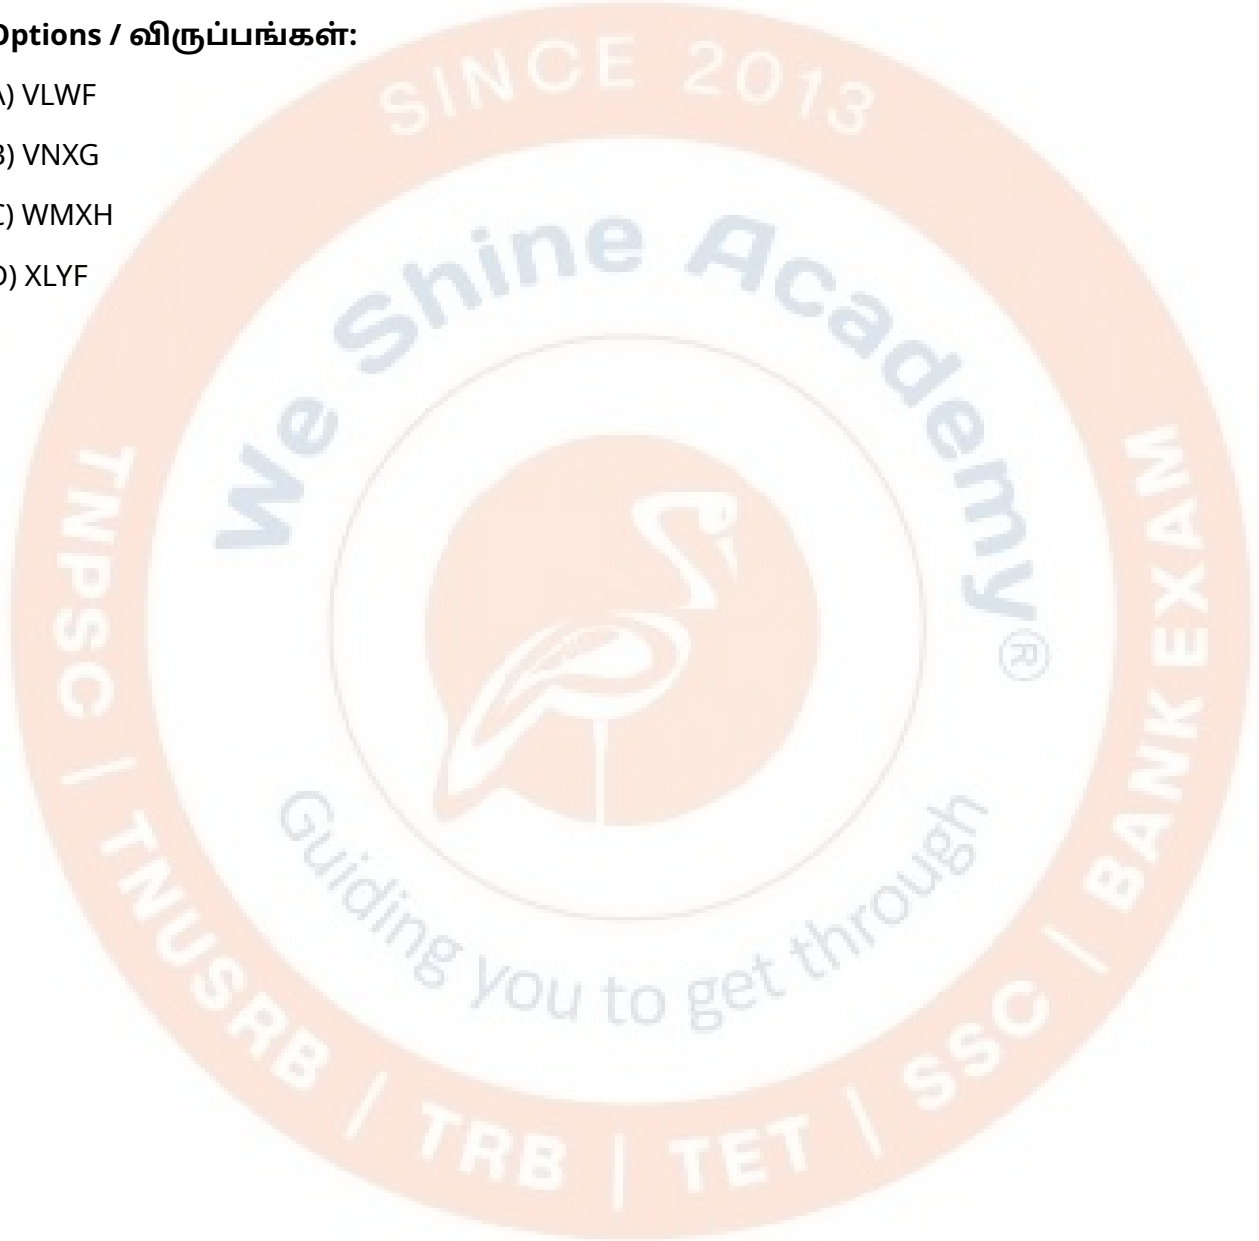 Options / விருப்பங்கள்:
A) VLWF
B) VNXG
C) WMXH
D) XLYF
SINCE 2013
We Shine Academy®
Guiding you to get through
TNPSC | TNUSRB | TRB | TET | SSC | BANK EXAM